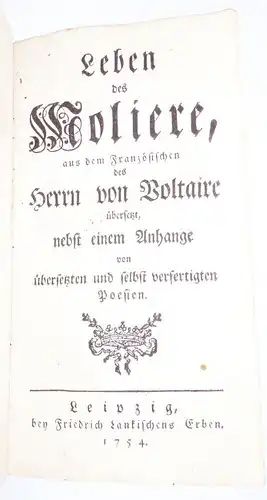 Leben
des
Moliere,
aus dem Französischen
des
Herrn von Voltaire
übersetzt,
nebst einem Anhange
von
übersetzten und selbst verfertigten
Poesien.
Leipzig,
bey Friedrich Lankischens Erben.
1754.